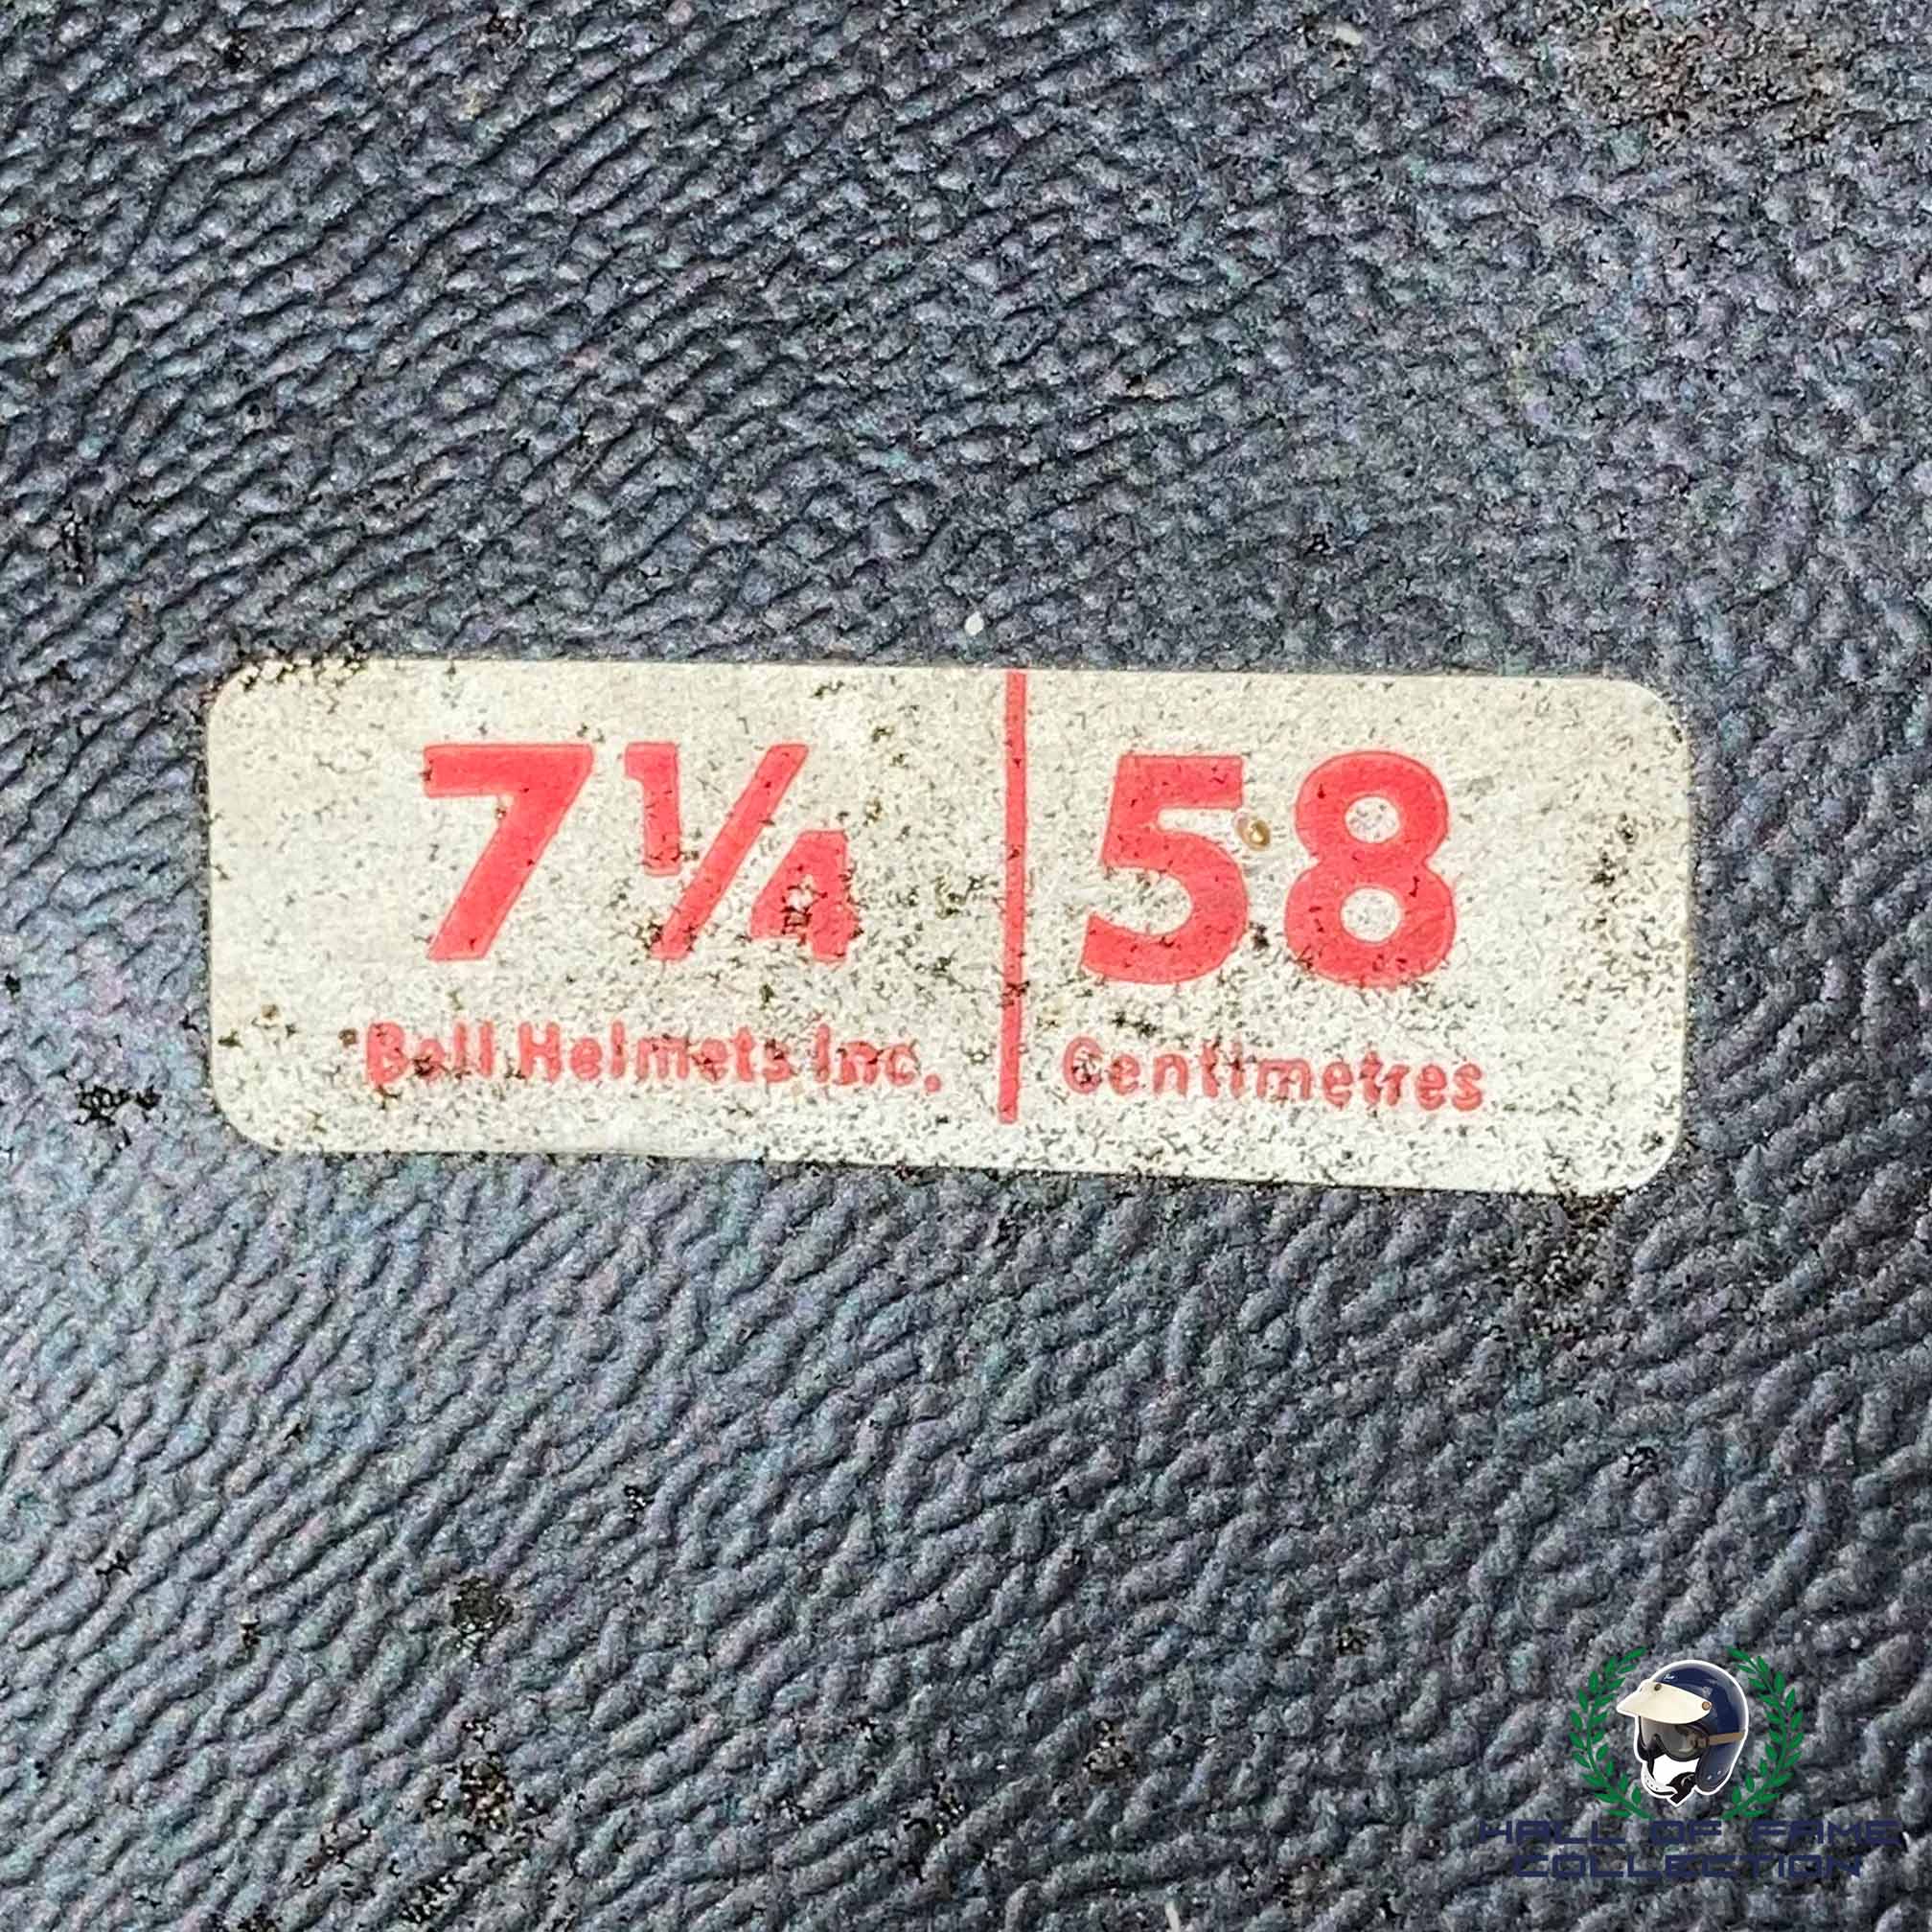 7¼
Bell Helmets Inc.
58
Centimetres
HALL OF FAME
COLLECTION